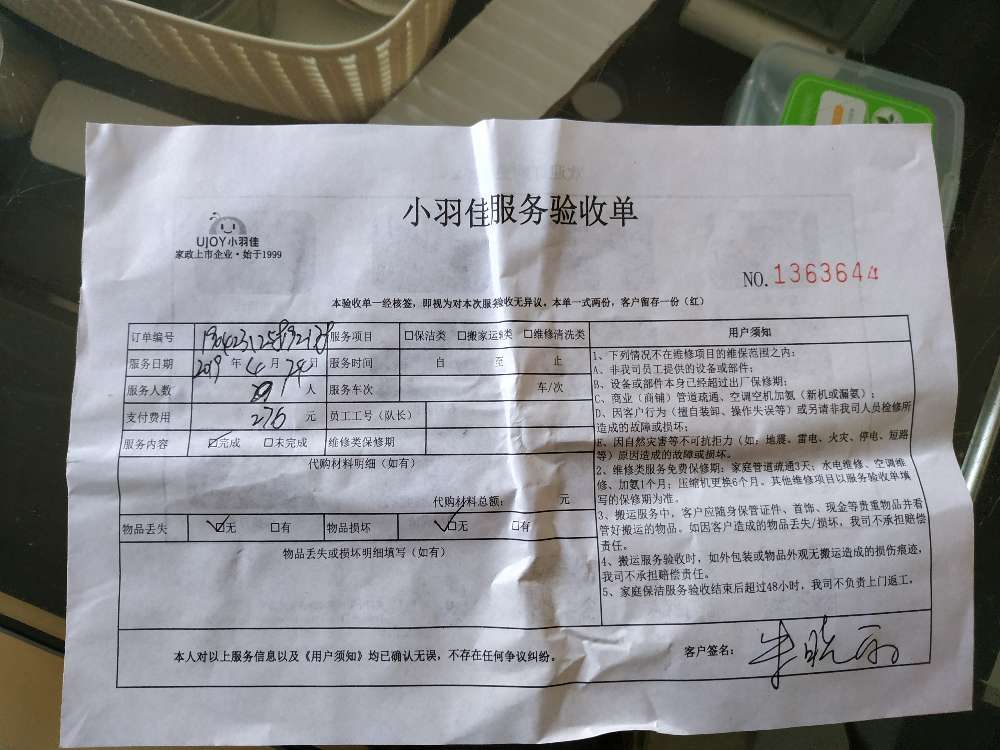 小羽佳服务验收单
UJOY小羽佳
家政上市企业·始于1999
NO. 1363644
本验收单一经核签，即视为对本次服务验收无异议。本单一式两份，客户留存一份（红）
订单编号 服务项目 □保洁类 □搬家运输类 □维修清洗类
服务日期 2019 年 4 月 24 日 服务时间 自 至 止
服务人数 人 服务车次 车/次
支付费用 276 元 员工工号（队长）
服务内容 □完成 □未完成 维修类保修期
代购材料明细（如有）
代购材料总额： 元
物品丢失 □无 □有 物品损坏 □无 □有
物品丢失或损坏明细填写（如有）
用户须知
1、下列情况不在维修项目的维保范围之内：
A、非我司员工提供的设备或部件；
B、设备或部件本身已经超过出厂保修期；
C、商业（商铺）管道疏通、空调空机加氨（新机或漏氨）；
D、因客户行为（擅自装卸、操作失误等）或另请非我司人员检修所
造成的故障或损坏；
E、因自然灾害等不可抗拒力（如：地震、雷电、火灾、停电、短路
等）原因造成的故障或损坏。
2、维修类服务免费保修期：家庭管道疏通3天；水电维修、空调维
修、加氨1个月；压缩机更换6个月。其他维修项目以服务验收单填
写的保修期为准。
3、搬运服务中，客户应随身保管证件、首饰、现金等贵重物品并看
管好搬运的物品。如因客户造成的物品丢失/损坏，我司不承担赔偿
责任。
4、搬运服务验收时，如外包装或物品外观无搬运造成的损伤痕迹，
我司不承担赔偿责任。
5、家庭保洁服务验收结束后超过48小时，我司不负责上门返工。
本人对以上服务信息以及《用户须知》均已确认无误，不存在任何争议纠纷。
客户签名：